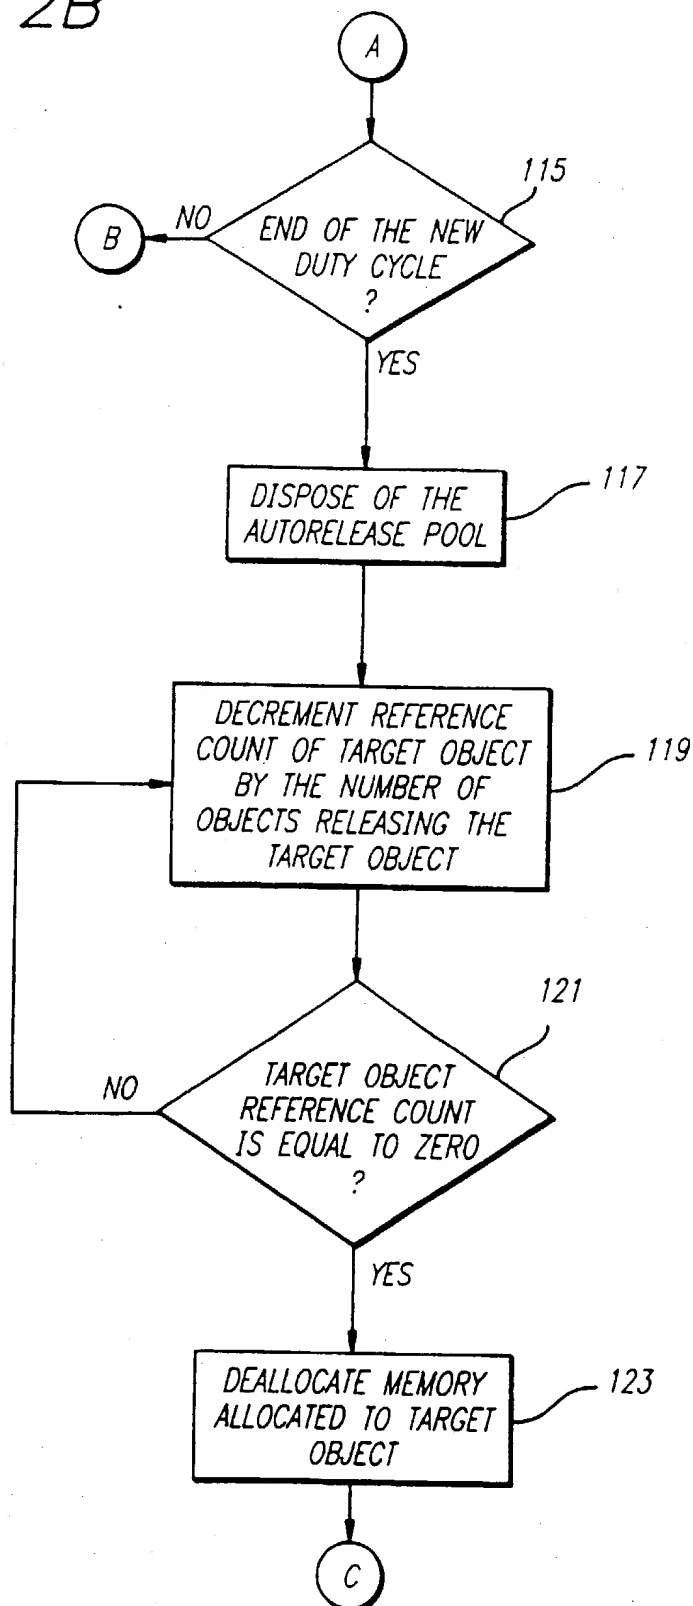 2B
A
115
END OF THE NEW
DUTY CYCLE
?
NO
B
YES
117
DISPOSE OF THE
AUTORELEASE POOL
119
DECREMENT REFERENCE
COUNT OF TARGET OBJECT
BY THE NUMBER OF
OBJECTS RELEASING THE
TARGET OBJECT
121
TARGET OBJECT
REFERENCE COUNT
IS EQUAL TO ZERO
?
NO
YES
123
DEALLOCATE MEMORY
ALLOCATED TO TARGET
OBJECT
C